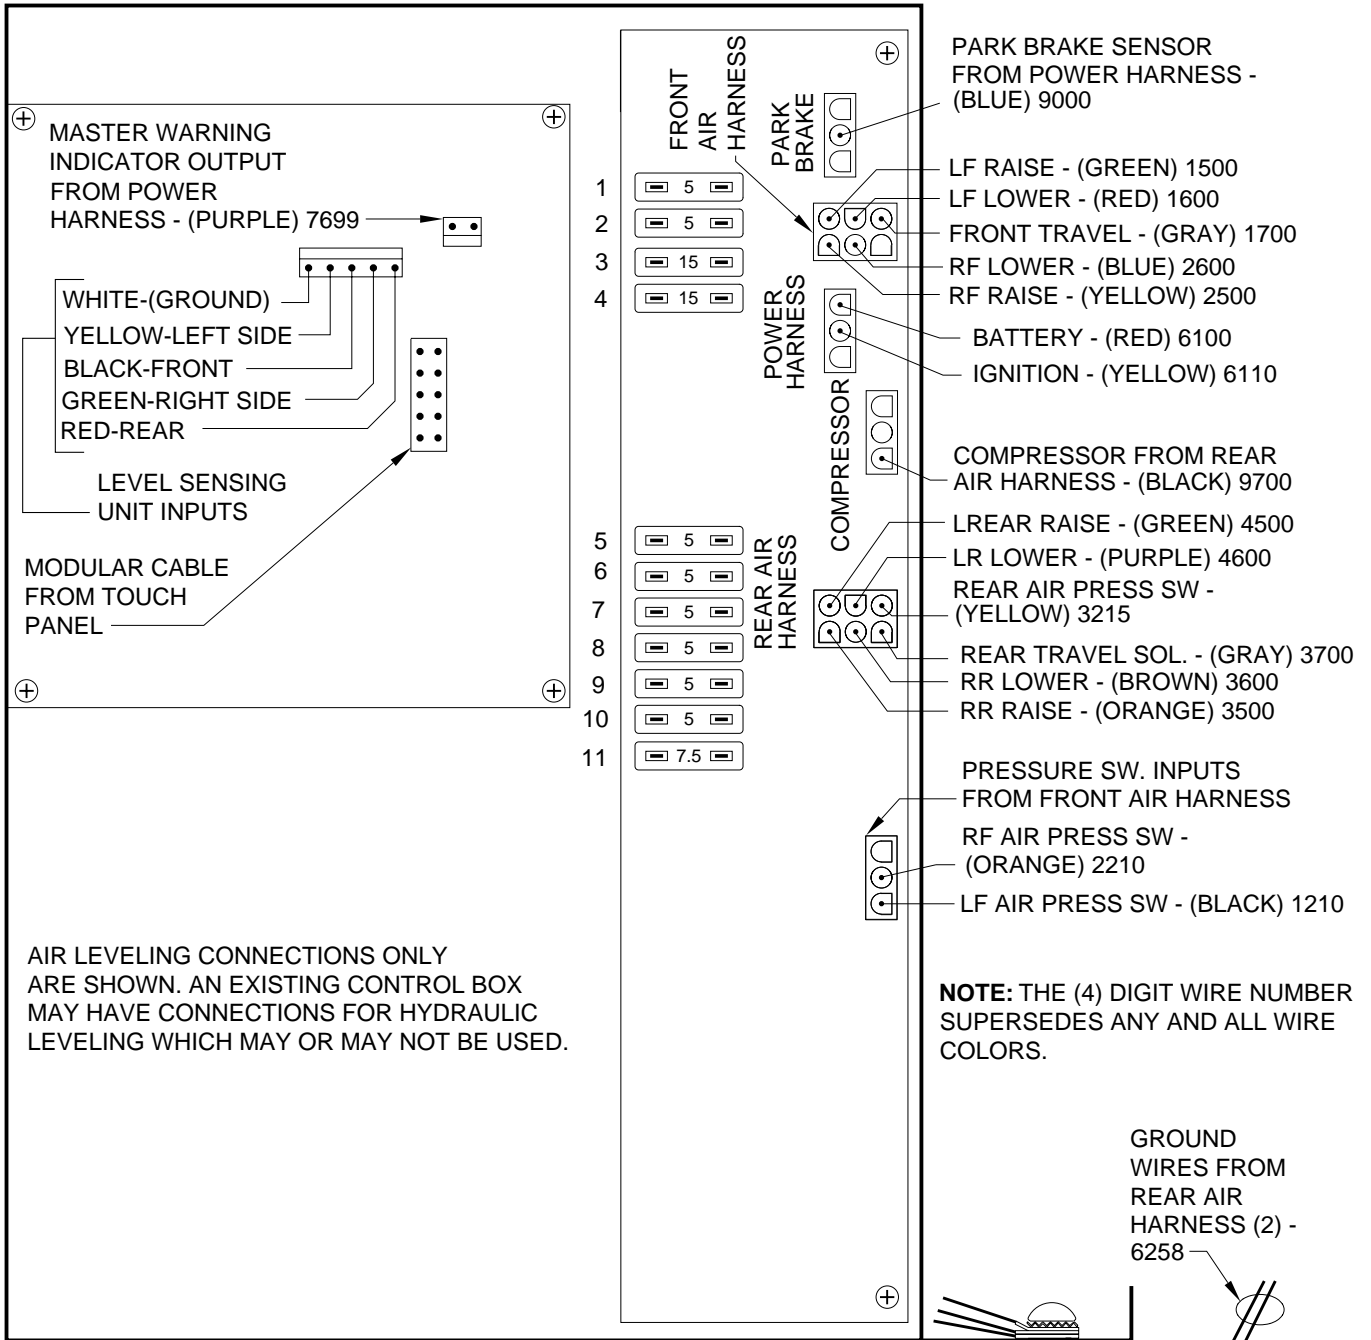 MASTER WARNING
INDICATOR OUTPUT
FROM POWER
HARNESS - (PURPLE) 7699
WHITE-(GROUND)
YELLOW-LEFT SIDE
BLACK-FRONT
GREEN-RIGHT SIDE
RED-REAR
LEVEL SENSING
UNIT INPUTS
MODULAR CABLE
FROM TOUCH
PANEL
AIR LEVELING CONNECTIONS ONLY
ARE SHOWN. AN EXISTING CONTROL BOX
MAY HAVE CONNECTIONS FOR HYDRAULIC
LEVELING WHICH MAY OR MAY NOT BE USED.
FRONT
AIR
HARNESS
PARK
BRAKE
1 5
2 5
3 15
4 15
POWER
HARNESS
COMPRESSOR
5 5
6 5
7 5
8 5
9 5
10 5
11 7.5
REAR AIR
HARNESS
PARK BRAKE SENSOR
FROM POWER HARNESS -
(BLUE) 9000
LF RAISE - (GREEN) 1500
LF LOWER - (RED) 1600
FRONT TRAVEL - (GRAY) 1700
RF LOWER - (BLUE) 2600
RF RAISE - (YELLOW) 2500
BATTERY - (RED) 6100
IGNITION - (YELLOW) 6110
COMPRESSOR FROM REAR
AIR HARNESS - (BLACK) 9700
LREAR RAISE - (GREEN) 4500
LR LOWER - (PURPLE) 4600
REAR AIR PRESS SW -
(YELLOW) 3215
REAR TRAVEL SOL. - (GRAY) 3700
RR LOWER - (BROWN) 3600
RR RAISE - (ORANGE) 3500
PRESSURE SW. INPUTS
FROM FRONT AIR HARNESS
RF AIR PRESS SW -
(ORANGE) 2210
LF AIR PRESS SW - (BLACK) 1210
NOTE: THE (4) DIGIT WIRE NUMBER
SUPERSEDES ANY AND ALL WIRE
COLORS.
GROUND
WIRES FROM
REAR AIR
HARNESS (2) -
6258